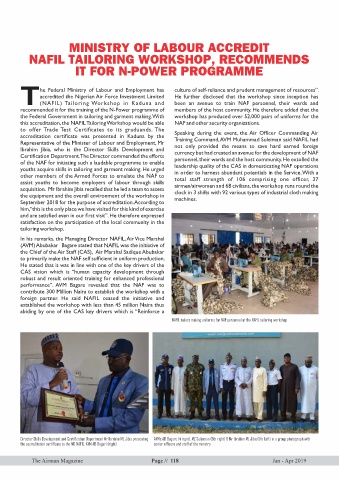 MINISTRY OF LABOUR ACCREDIT
NAFIL TAILORING WORKSHOP, RECOMMENDS
IT FOR N-POWER PROGRAMME
The Federal Ministry of Labour and Employment has
accredited the Nigerian Air Force Investment Limited
(NAFIL) Tailoring Workshop in Kaduna and
recommended it for the training of the N-Power programme of
the Federal Government in tailoring and garment making. With
this accreditation, the NAFIL Tailoring Workshop would be able
to offer Trade Test Certificates to its graduands. The
accreditation certificate was presented in Kaduna by the
Representative of the Minister of Labour and Employment, Mr
Ibrahim Jibia, who is the Director Skills Development and
Certification Department. The Director commended the efforts
of the NAF for initiating such a laudable programme to enable
youths acquire skills in tailoring and garment making. He urged
other members of the Armed Forces to emulate the NAF to
assist youths to become employers of labour through skills
acquisition. Mr Ibrahim Jibia recalled that he led a team to assess
the equipment and the overall environment of the workshop in
September 2018 for the purpose of accreditation. According to
him, "this is the only place we have visited for this kind of exercise
and are satisfied even in our first visit". He therefore expressed
satisfaction on the participation of the local community in the
tailoring workshop.
In his remarks, the Managing Director NAFIL, Air Vice Marshal
(AVM) Abubakar Bagare stated that NAFIL was the initiative of
the Chief of the Air Staff (CAS), Air Marshal Sadique Abubakar
to primarily make the NAF self sufficient in uniform production.
He stated that it was in line with one of the key drivers of the
CAS vision which is "human capacity development through
robust and result oriented training for enhanced professional
performance". AVM Bagare revealed that the NAF was to
contribute 300 Million Naira to establish the workshop with a
foreign partner. He said NAFIL ceased the initiative and
established the workshop with less than 45 million Naira thus
abiding by one of the CAS key drivers which is "Reinforce a
culture of self-reliance and prudent management of resources".
He further disclosed that the workshop since inception has
been an avenue to train NAF personnel, their wards and
members of the host community. He therefore added that the
workshop has produced over 52,000 pairs of uniforms for the
NAF and other security organizations.
Speaking during the event, the Air Officer Commanding Air
Training Command, AVM Muhammed Suleman said NAFIL had
not only provided the means to save hard earned foreign
currency but had created an avenue for the development of NAF
personnel, their wards and the host community. He extolled the
leadership quality of the CAS in domesticating NAF operations
in order to harness abundant potentials in the Service. With a
total staff strength of 106 comprising one officer, 37
airmen/airwomen and 68 civilians, the workshop runs round the
clock in 3 shifts with 92 various types of industrial cloth making
machines.
NAFIL tailors making uniforms for NAF personnel at the NAFIL tailoring workshop
Director Skills Development and Certification Department Mr Ibrahim ML Jibia presenting
the accreditation certificate to the MD NAFIL AVM AB Bagare (right)
senior officers and staff of the ministry
The Airman Magazine
Page // 118
Jan - Apr 2019